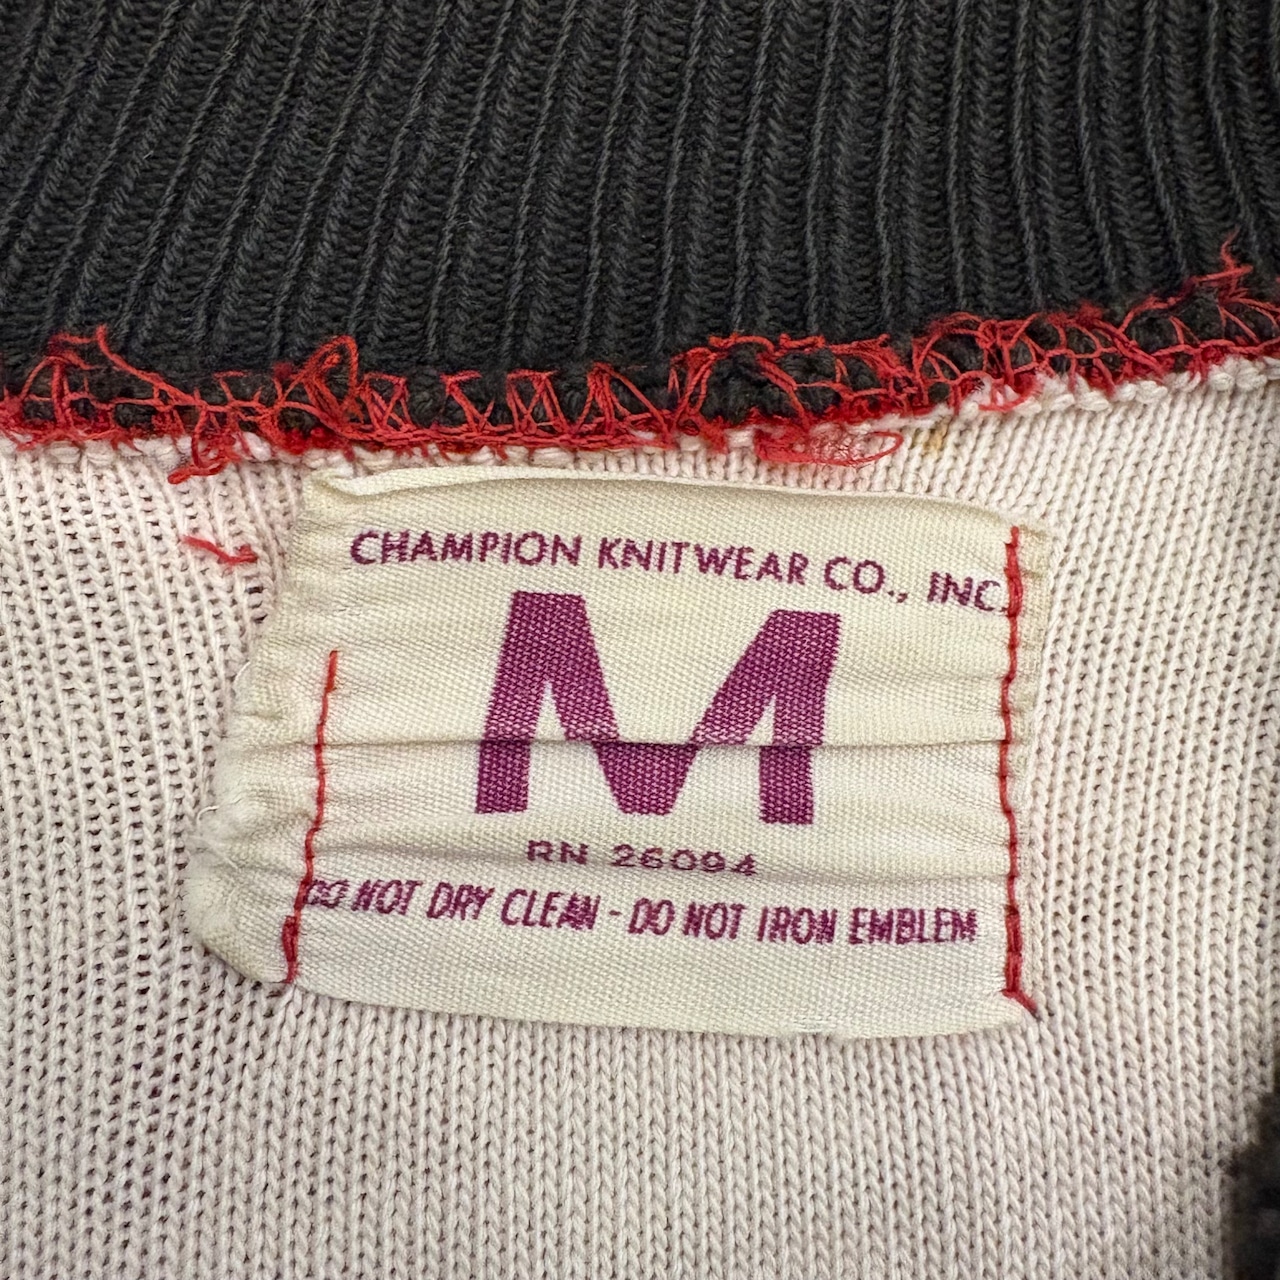 CHAMPION KNITWEAR CO., INC.
M
RN 26094
DO NOT DRY CLEAN - DO NOT IRON EMBLEM